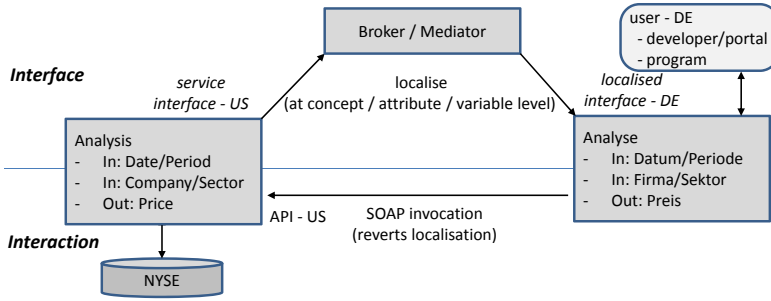 Broker / Mediator
user - DE
- developer/portal
- program
Interface
service
interface - US
localise
(at concept / attribute / variable level)
localised
interface - DE
Analysis
- In: Date/Period
- In: Company/Sector
- Out: Price
Analyse
- In: Datum/Periode
- In: Firma/Sektor
- Out: Preis
API - US
SOAP invocation
(reverts localisation)
Interaction
NYSE